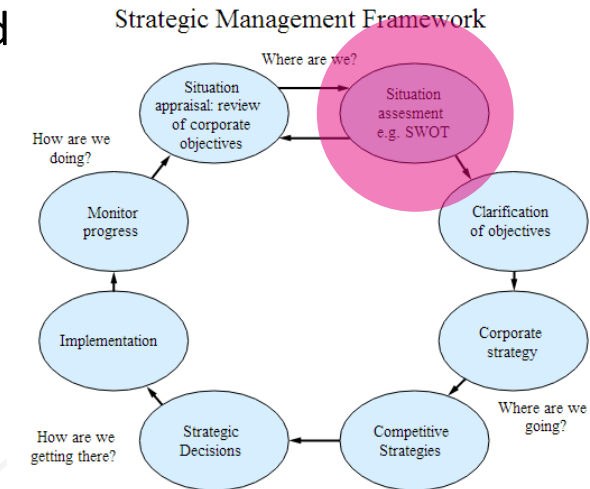 d
Strategic Management Framework
Where are we?
Situation
appraisal: review
of corporate
objectives
Situation
assesment
e.g. SWOT
How are we
doing?
Monitor
progress
Clarification
of objectives
Implementation
Corporate
strategy
Where are we
going?
How are we
getting there?
Strategic
Decisions
Competitive
Strategies